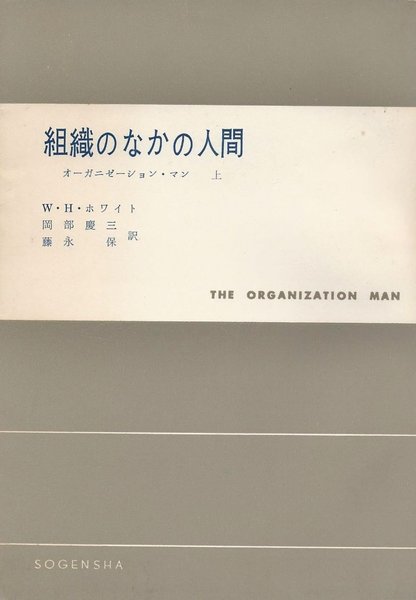 組織のなかの人間
オーガニゼーション・マン 上
W・H・ホワイト
岡部慶三
藤永保 訳
THE ORGANIZATION MAN
SOGENSHA